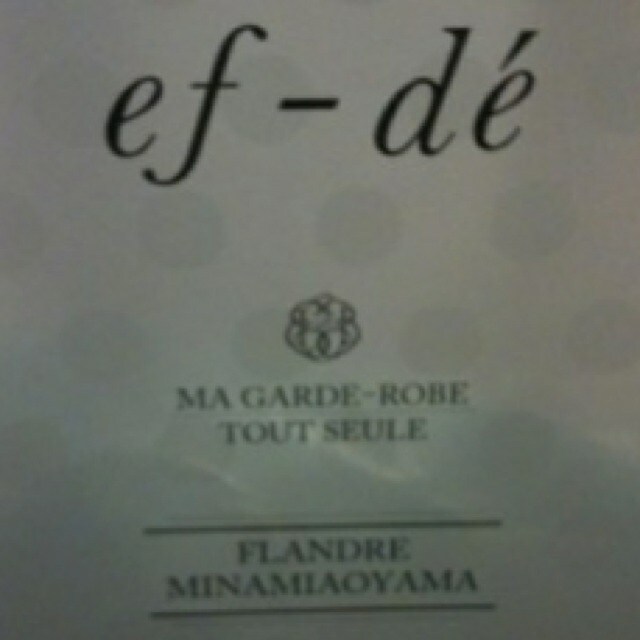 ef-dé
MA GARDE-ROBE
TOUT SEULE
FLANDRE
MINAMIAOYAMA